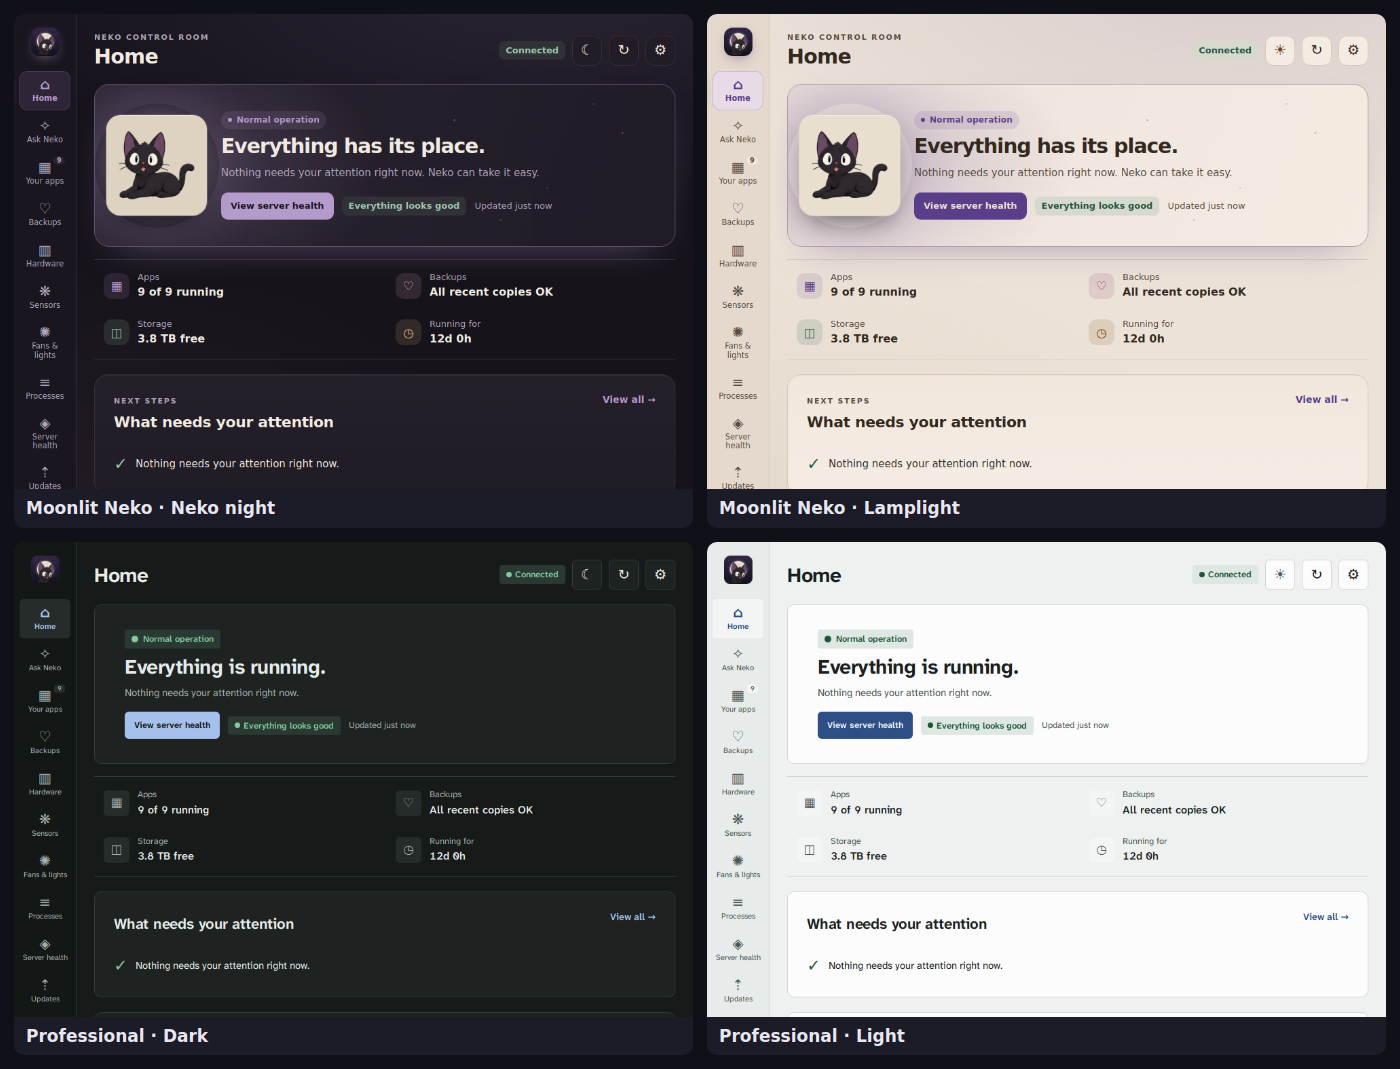 NEKO CONTROL ROOM
Home
Connected
Home
Ask Neko
9
Your apps
Backups
Hardware
Sensors
Fans &
lights
Processes
Server
health
Updates
Normal operation
Everything has its place.
Nothing needs your attention right now. Neko can take it easy.
View server health
Everything looks good
Updated just now
Apps
9 of 9 running
Backups
All recent copies OK
Storage
3.8 TB free
Running for
12d 0h
NEXT STEPS
View all →
What needs your attention
✓ Nothing needs your attention right now.
Moonlit Neko · Neko night
NEKO CONTROL ROOM
Home
Connected
Home
Ask Neko
9
Your apps
Backups
Hardware
Sensors
Fans &
lights
Processes
Server
health
Updates
Normal operation
Everything has its place.
Nothing needs your attention right now. Neko can take it easy.
View server health
Everything looks good
Updated just now
Apps
9 of 9 running
Backups
All recent copies OK
Storage
3.8 TB free
Running for
12d 0h
NEXT STEPS
View all →
What needs your attention
✓ Nothing needs your attention right now.
Moonlit Neko · Lamplight
Home
Connected
Home
Ask Neko
9
Your apps
Backups
Hardware
Sensors
Fans & lights
Processes
Server health
Updates
Normal operation
Everything is running.
Nothing needs your attention right now.
View server health
Everything looks good
Updated just now
Apps
9 of 9 running
Backups
All recent copies OK
Storage
3.8 TB free
Running for
12d 0h
What needs your attention
View all →
✓ Nothing needs your attention right now.
Professional · Dark
Home
Connected
Home
Ask Neko
9
Your apps
Backups
Hardware
Sensors
Fans & lights
Processes
Server health
Updates
Normal operation
Everything is running.
Nothing needs your attention right now.
View server health
Everything looks good
Updated just now
Apps
9 of 9 running
Backups
All recent copies OK
Storage
3.8 TB free
Running for
12d 0h
What needs your attention
View all →
✓ Nothing needs your attention right now.
Professional · Light